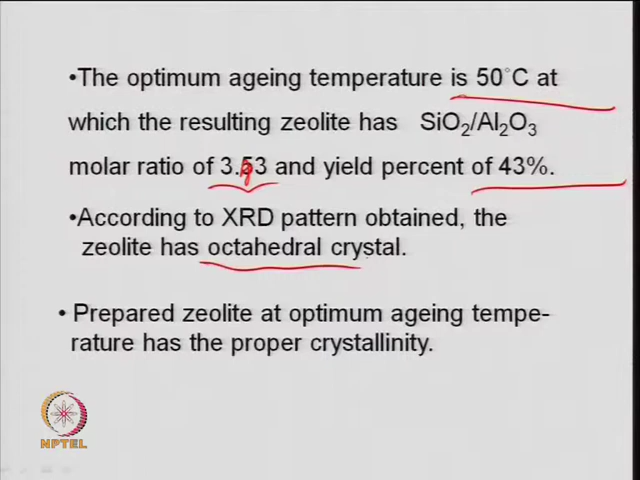 •The optimum ageing temperature is 50°C at
which the resulting zeolite has SiO₂/Al₂O₃
molar ratio of 3.53 and yield percent of 43%.
•According to XRD pattern obtained, the
zeolite has octahedral crystal.
• Prepared zeolite at optimum ageing tempe-
rature has the proper crystallinity.
NPTEL